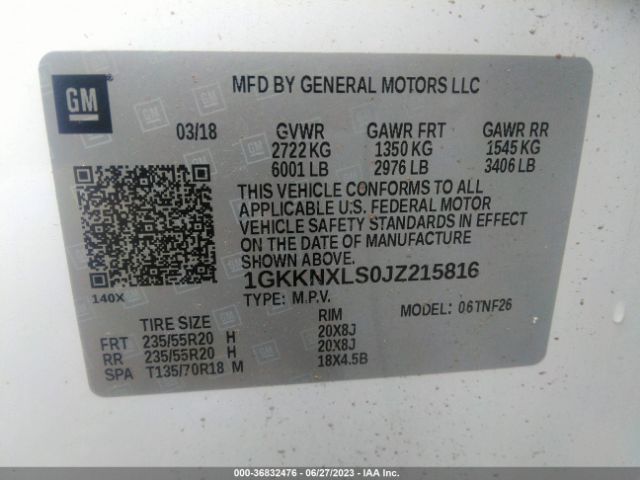 GM
MFD BY GENERAL MOTORS LLC
03/18 GVWR GAWR FRT GAWR RR
2722 KG 1350 KG 1545 KG
6001 LB 2976 LB 3406 LB
THIS VEHICLE CONFORMS TO ALL
APPLICABLE U.S. FEDERAL MOTOR
VEHICLE SAFETY STANDARDS IN EFFECT
ON THE DATE OF MANUFACTURE
SHOWN ABOVE.
1GKKNXLS0JZ215816
140X
TYPE: M.P.V.
MODEL: 06TNF26
TIRE SIZE RIM
FRT 235/55R20 H 20X8J
RR 235/55R20 H 20X8J
SPA T135/70R18 M 18X4.5B
000-36832476 - 06/27/2023 - IAA Inc.